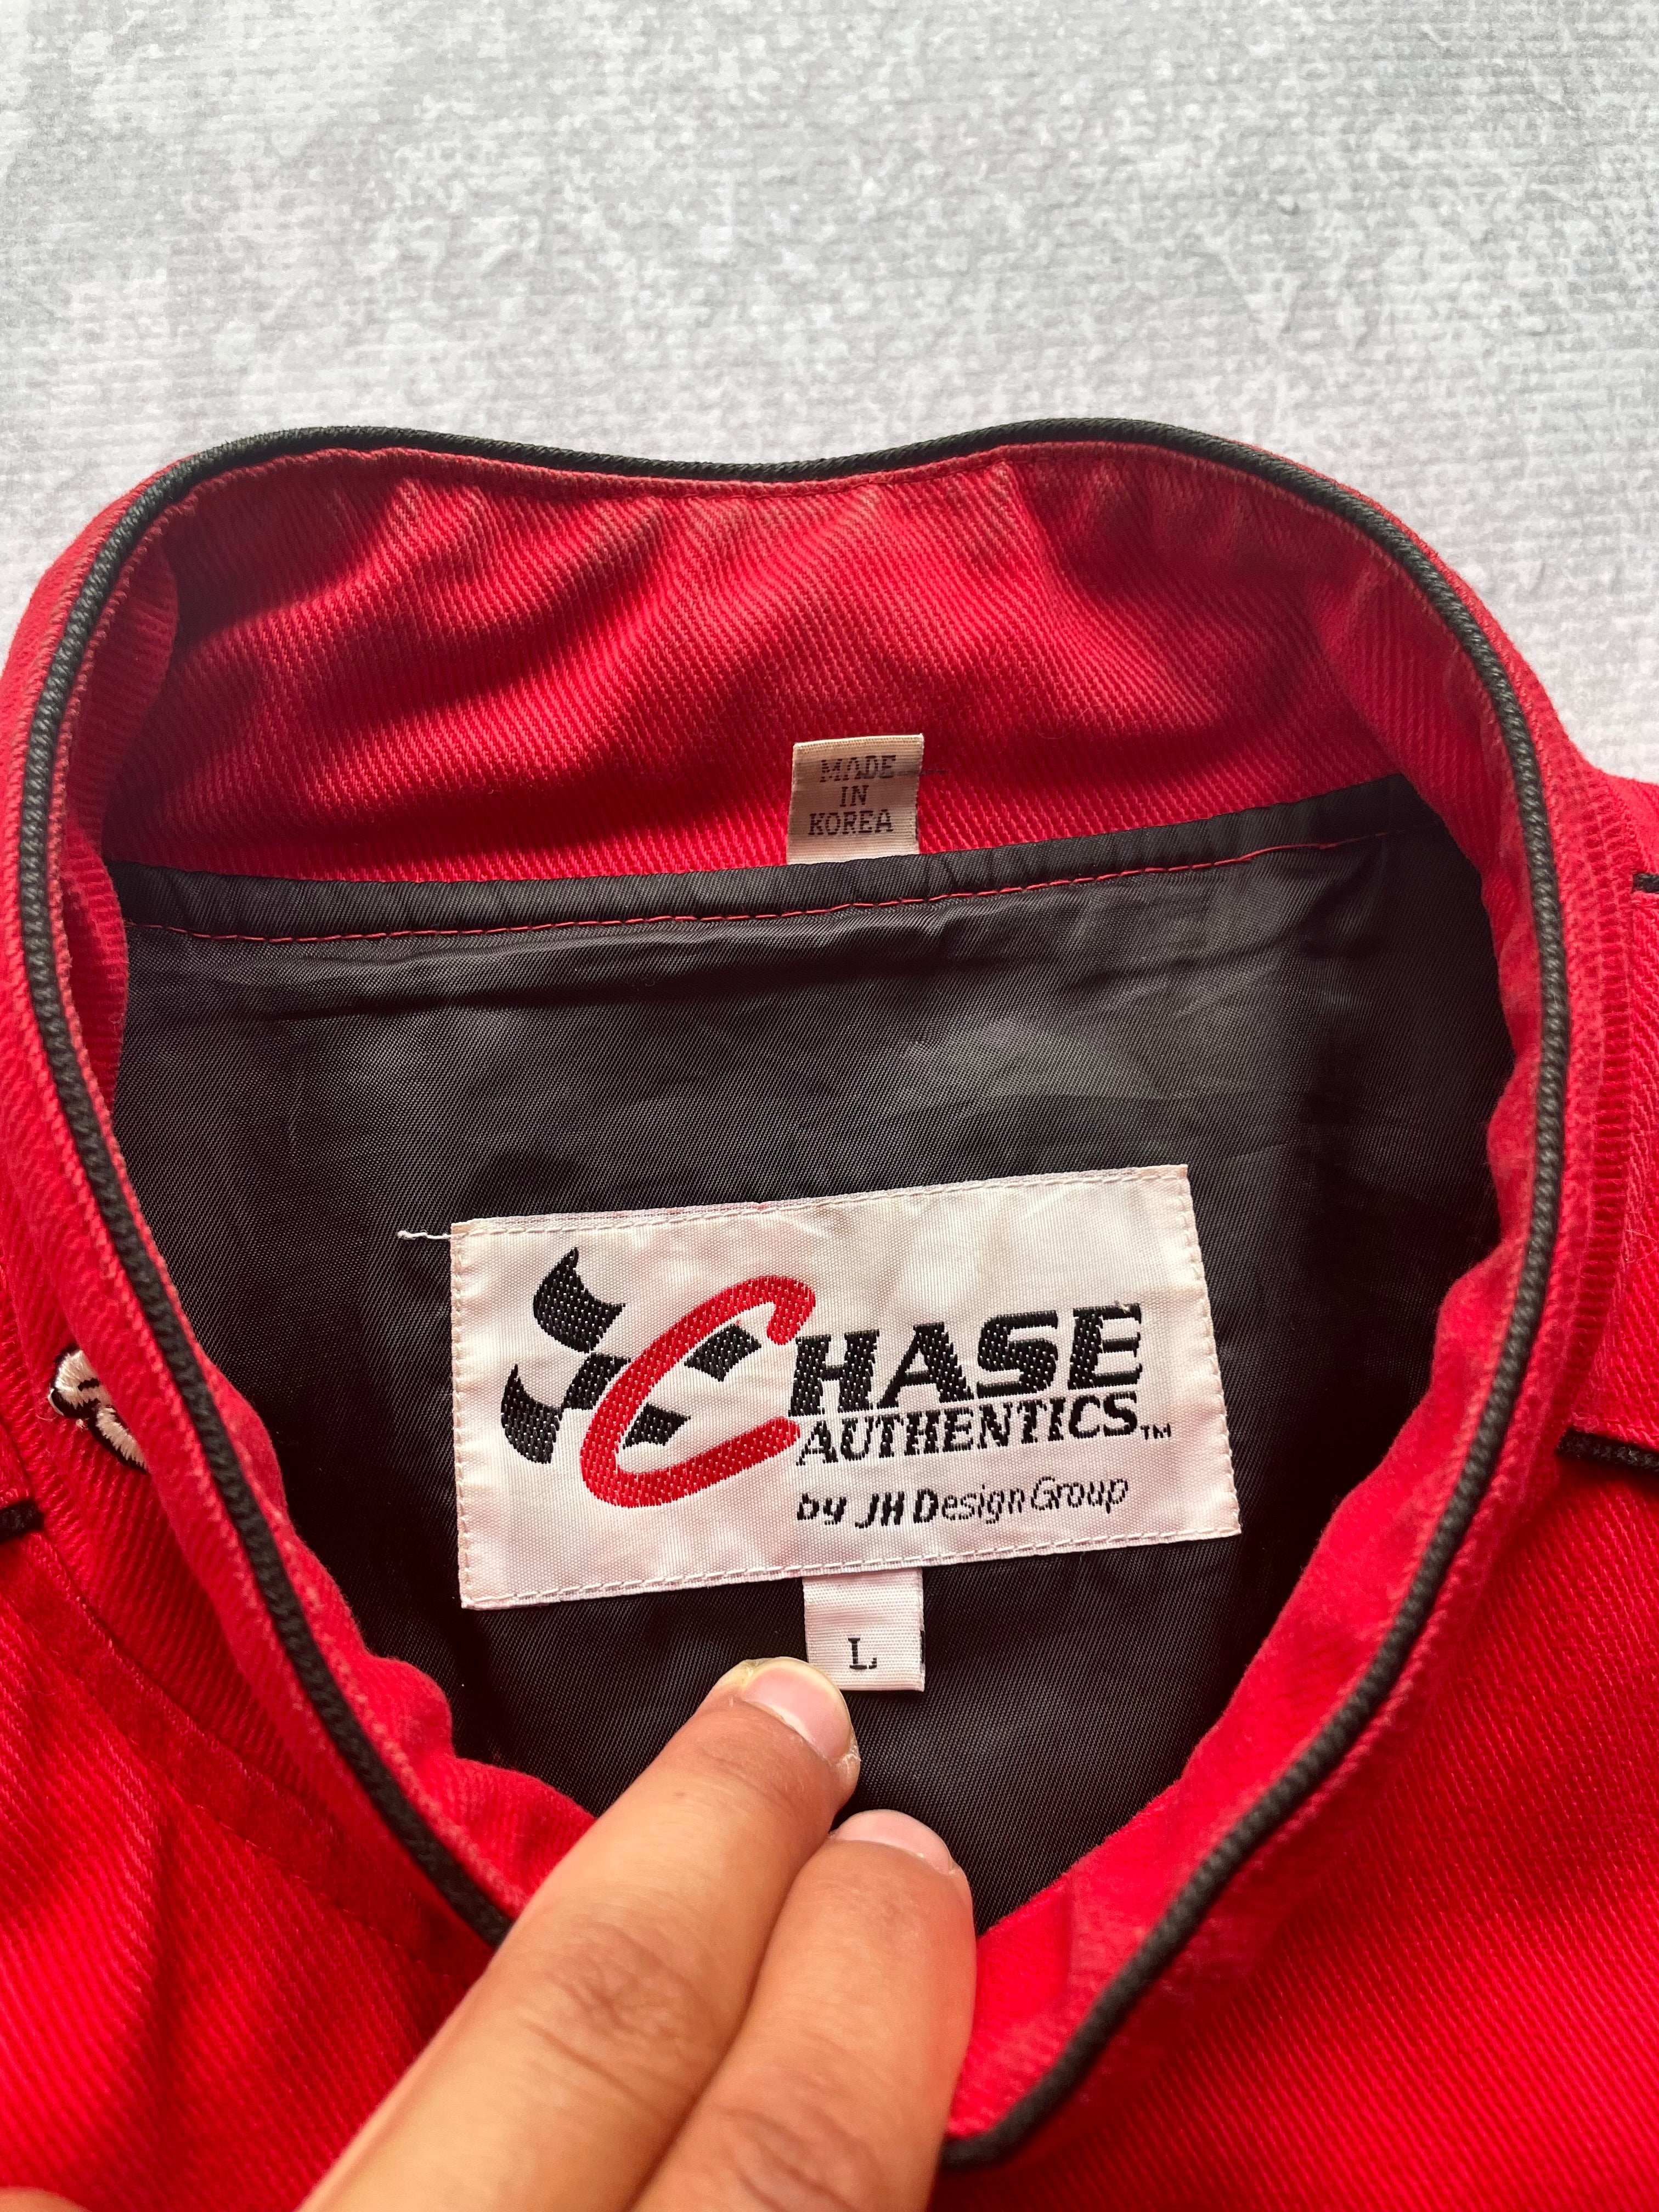 MADE
IN
KOREA
CHASE
AUTHENTICS™
by JH Design Group
L